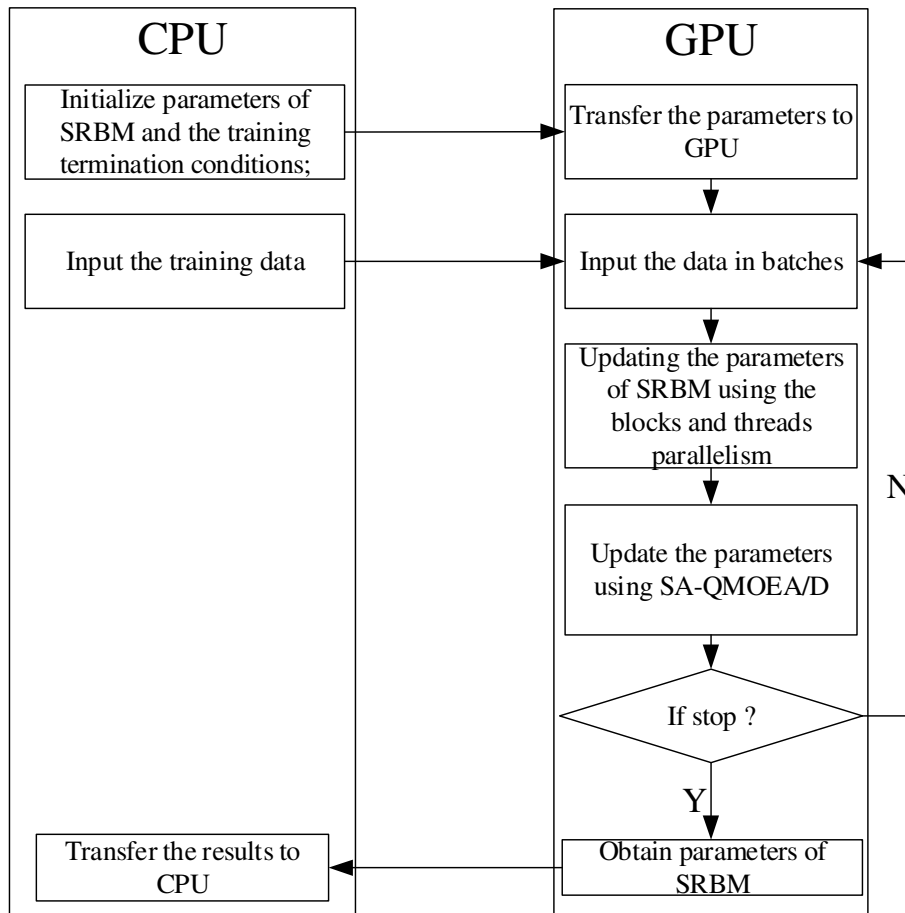 CPU
Initialize parameters of
SRBM and the training
termination conditions;
Input the training data
Transfer the results to
CPU
GPU
Transfer the parameters to
GPU
Input the data in batches
Updating the parameters
of SRBM using the
blocks and threads
parallelism
Update the parameters
using SA-QMOEA/D
If stop ?
N
Y
Obtain parameters of
SRBM